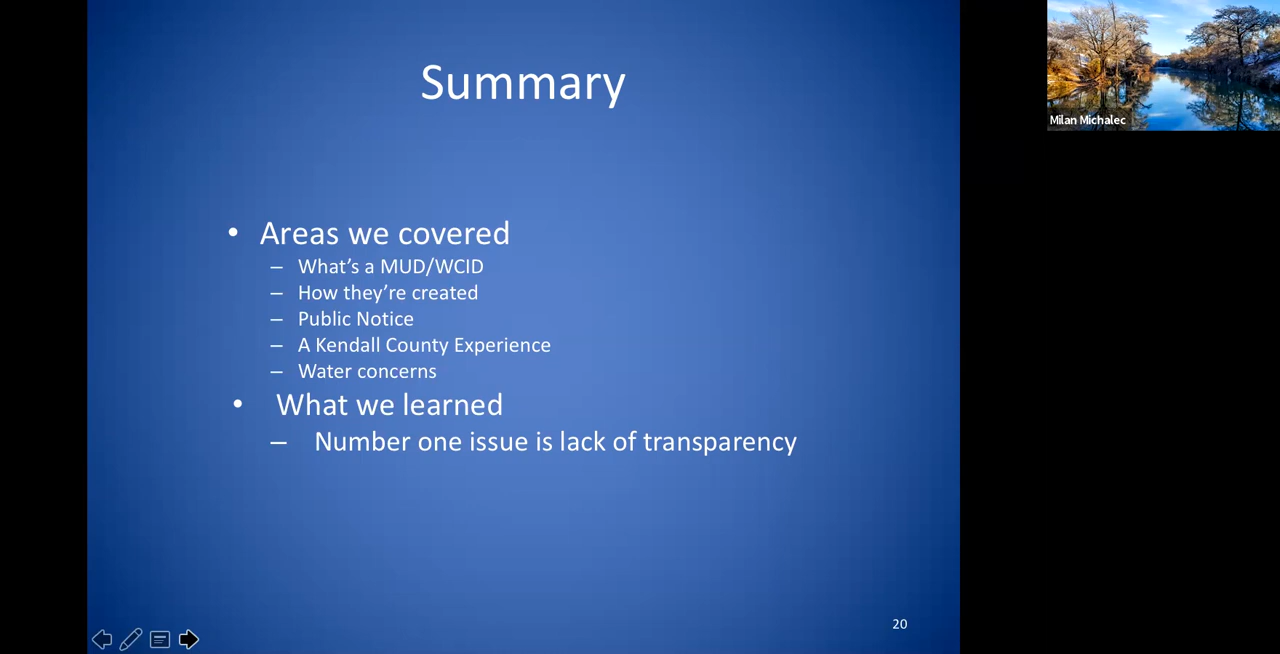 Summary
• Areas we covered
– What's a MUD/WCID
– How they're created
– Public Notice
– A Kendall County Experience
– Water concerns
• What we learned
– Number one issue is lack of transparency
20
Milan Michalec